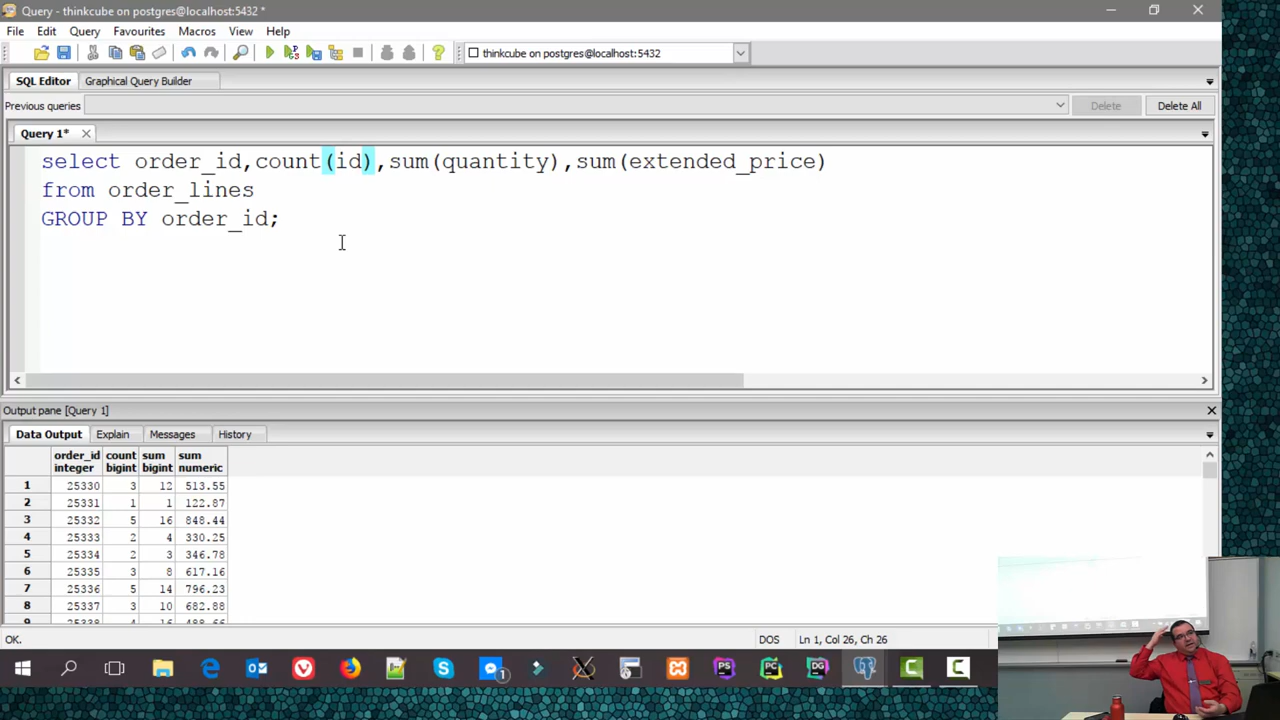 Query - thinkcube on postgres@localhost:5432 *
File Edit Query Favourites Macros View Help
thinkcube on postgres@localhost:5432
SQL Editor Graphical Query Builder
Previous queries Delete Delete All
Query 1*
select order_id,count(id),sum(quantity),sum(extended_price)
from order_lines
GROUP BY order_id;
Output pane [Query 1]
Data Output Explain Messages History
order_id count sum sum
integer bigint bigint numeric
1 25330 3 12 513.55
2 25331 1 1 122.87
3 25332 5 16 848.44
4 25333 2 4 330.25
5 25334 2 3 346.78
6 25335 3 8 617.16
7 25336 5 14 796.23
8 25337 3 10 682.88
9 25338 4 16 488.66
OK. DOS Ln 1, Col 26, Ch 26
1 PS PC DG